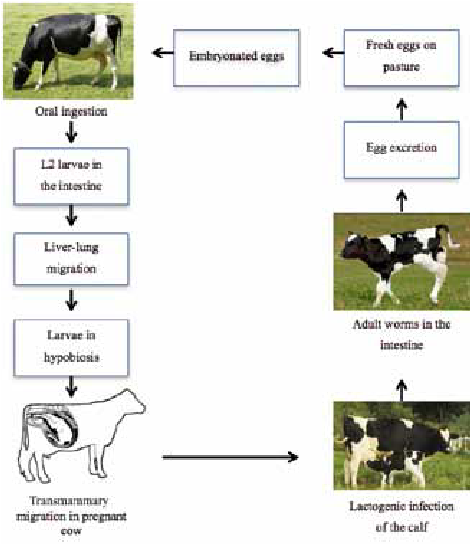 Embryonated eggs
Fresh eggs on
pasture
Oral ingestion
Egg excretion
L2 larvae in
the intestine
Liver-lung
migration
Adult worms in the
intestine
Larvae in
hypobiosis
Transmammary
migration in pregnant
cow
Lactogenic infection
of the calf